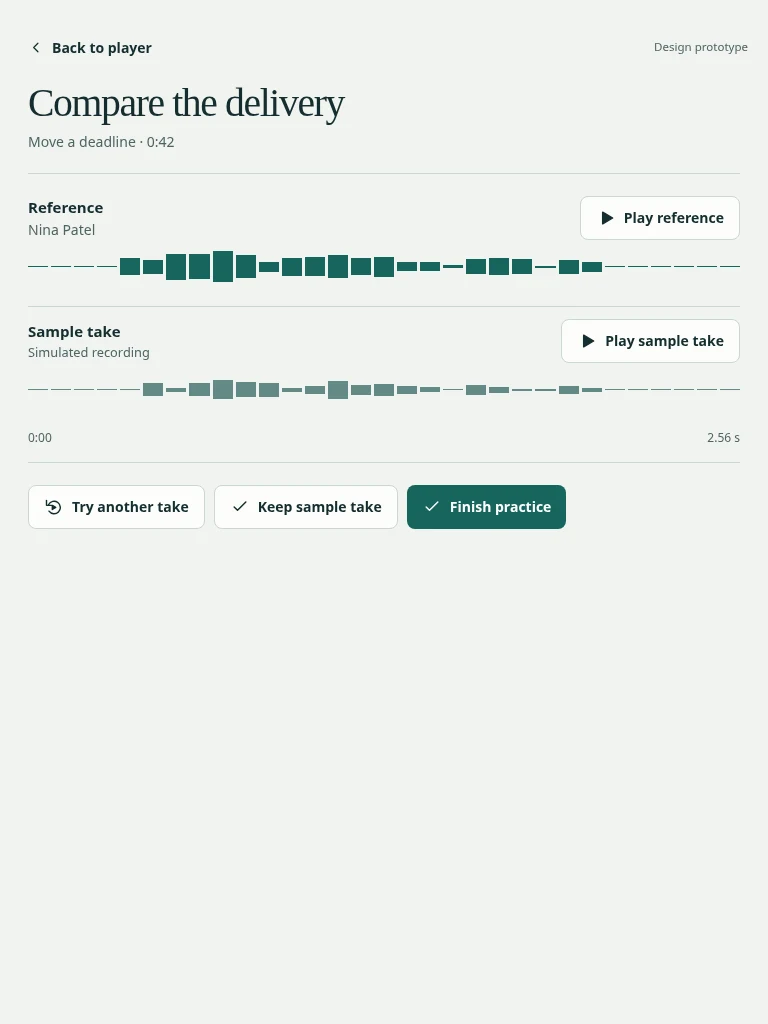 Back to player
Design prototype
Compare the delivery
Move a deadline · 0:42
Reference
Nina Patel
Play reference
Sample take
Simulated recording
Play sample take
0:00
2.56 s
Try another take
Keep sample take
Finish practice